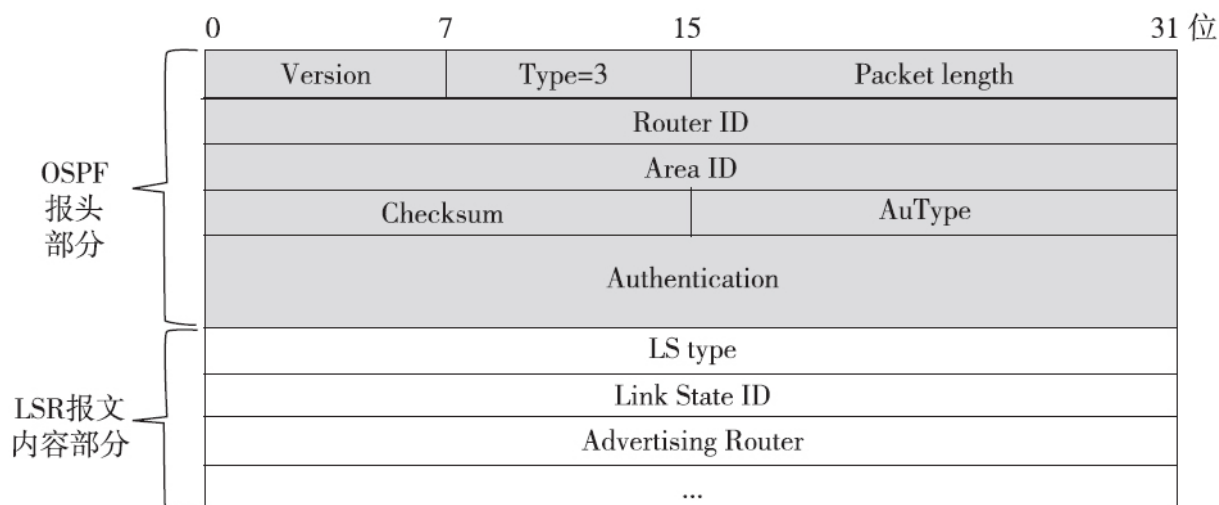 0 7 15 31 位
Version Type=3 Packet length
Router ID
Area ID
Checksum AuType
Authentication
OSPF
报头
部分
LS type
Link State ID
Advertising Router
...
LSR报文
内容部分